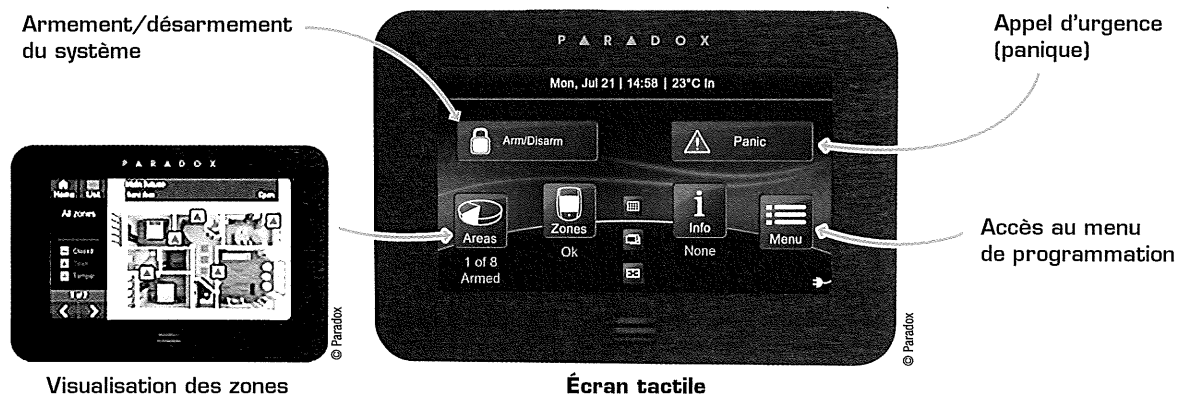 Armement/désarmement
du système
Appel d'urgence
(panique)
PARADOX
Mon, Jul 21 | 14:58 | 23°C In
Arm/Disarm
Panic
PARADOX
Home
List
Open
All zones
Closed
Tamper
Areas
Zones
Info
Menu
1 of 8
Armed
Ok
None
Accès au menu
de programmation
© Paradox
© Paradox
Visualisation des zones
Écran tactile